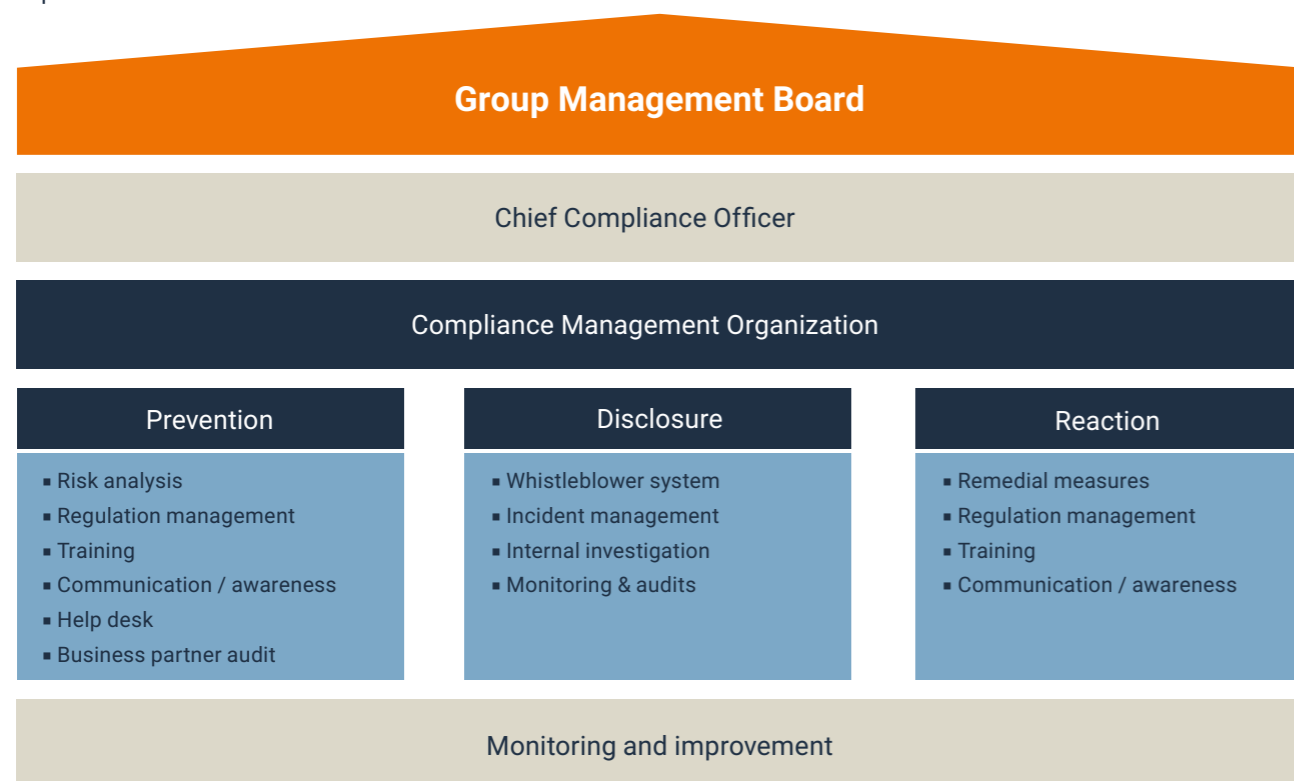 Group Management Board
Chief Compliance Officer
Compliance Management Organization
Prevention
▪ Risk analysis
▪ Regulation management
▪ Training
▪ Communication / awareness
▪ Help desk
▪ Business partner audit
Disclosure
▪ Whistleblower system
▪ Incident management
▪ Internal investigation
▪ Monitoring & audits
Reaction
▪ Remedial measures
▪ Regulation management
▪ Training
▪ Communication / awareness
Monitoring and improvement